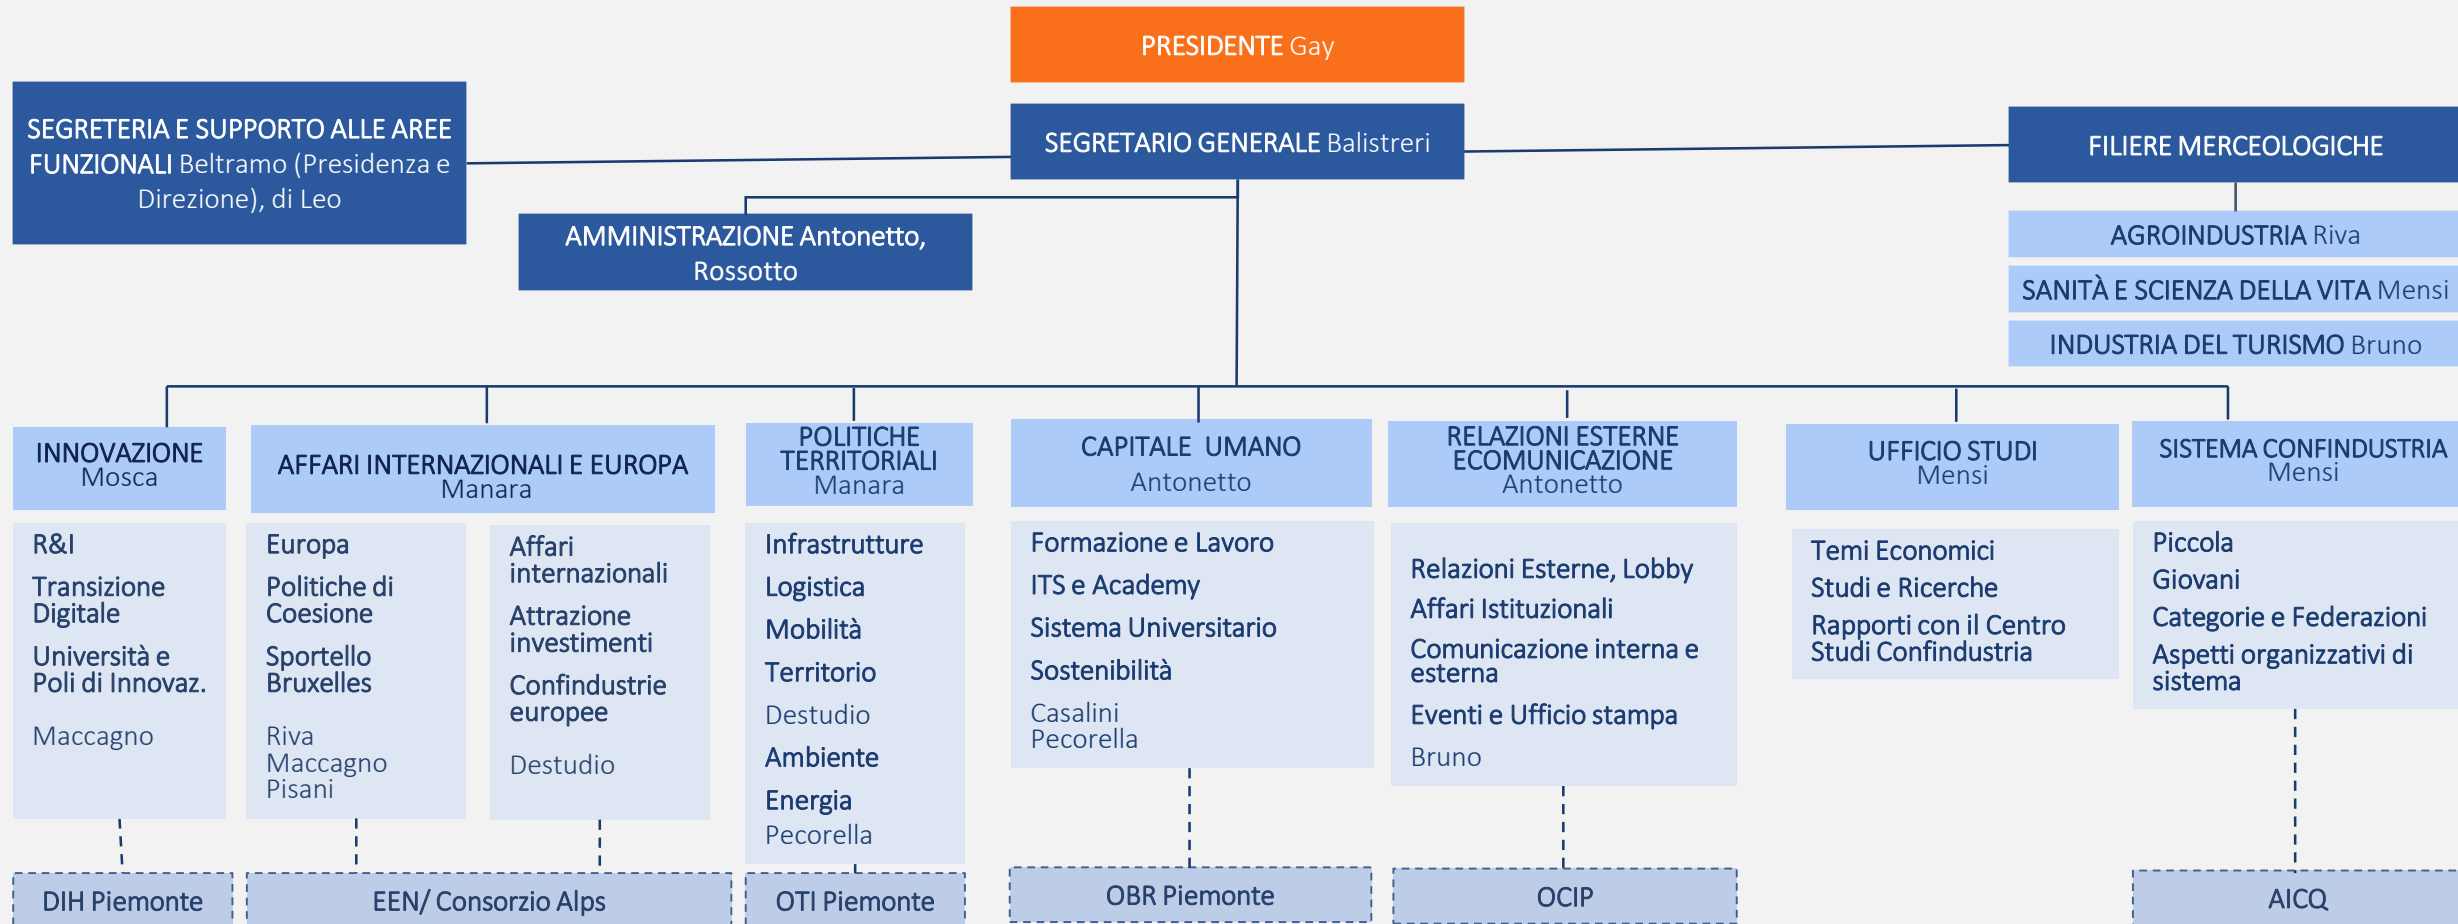 PRESIDENTE Gay
SEGRETERIA E SUPPORTO ALLE AREE
FUNZIONALI Beltramo (Presidenza e
Direzione), di Leo
SEGRETARIO GENERALE Balistreri
FILIERE MERCEOLOGICHE
AMMINISTRAZIONE Antonetto,
Rossotto
AGROINDUSTRIA Riva
SANITÀ E SCIENZA DELLA VITA Mensi
INDUSTRIA DEL TURISMO Bruno
INNOVAZIONE
Mosca
AFFARI INTERNAZIONALI E EUROPA
Manara
POLITICHE
TERRITORIALI
Manara
CAPITALE UMANO
Antonetto
RELAZIONI ESTERNE
ECOMUNICAZIONE
Antonetto
UFFICIO STUDI
Mensi
SISTEMA CONFINDUSTRIA
Mensi
R&I
Transizione
Digitale
Università e
Poli di Innovaz.
Maccagno
Europa
Politiche di
Coesione
Sportello
Bruxelles
Riva
Maccagno
Pisani
Affari
internazionali
Attrazione
investimenti
Confindustrie
europee
Destudio
Infrastrutture
Logistica
Mobilità
Territorio
Destudio
Ambiente
Energia
Pecorella
Formazione e Lavoro
ITS e Academy
Sistema Universitario
Sostenibilità
Casalini
Pecorella
Relazioni Esterne, Lobby
Affari Istituzionali
Comunicazione interna e
esterna
Eventi e Ufficio stampa
Bruno
Temi Economici
Studi e Ricerche
Rapporti con il Centro
Studi Confindustria
Piccola
Giovani
Categorie e Federazioni
Aspetti organizzativi di
sistema
DIH Piemonte
EEN/ Consorzio Alps
OTI Piemonte
OBR Piemonte
OCIP
AICQ